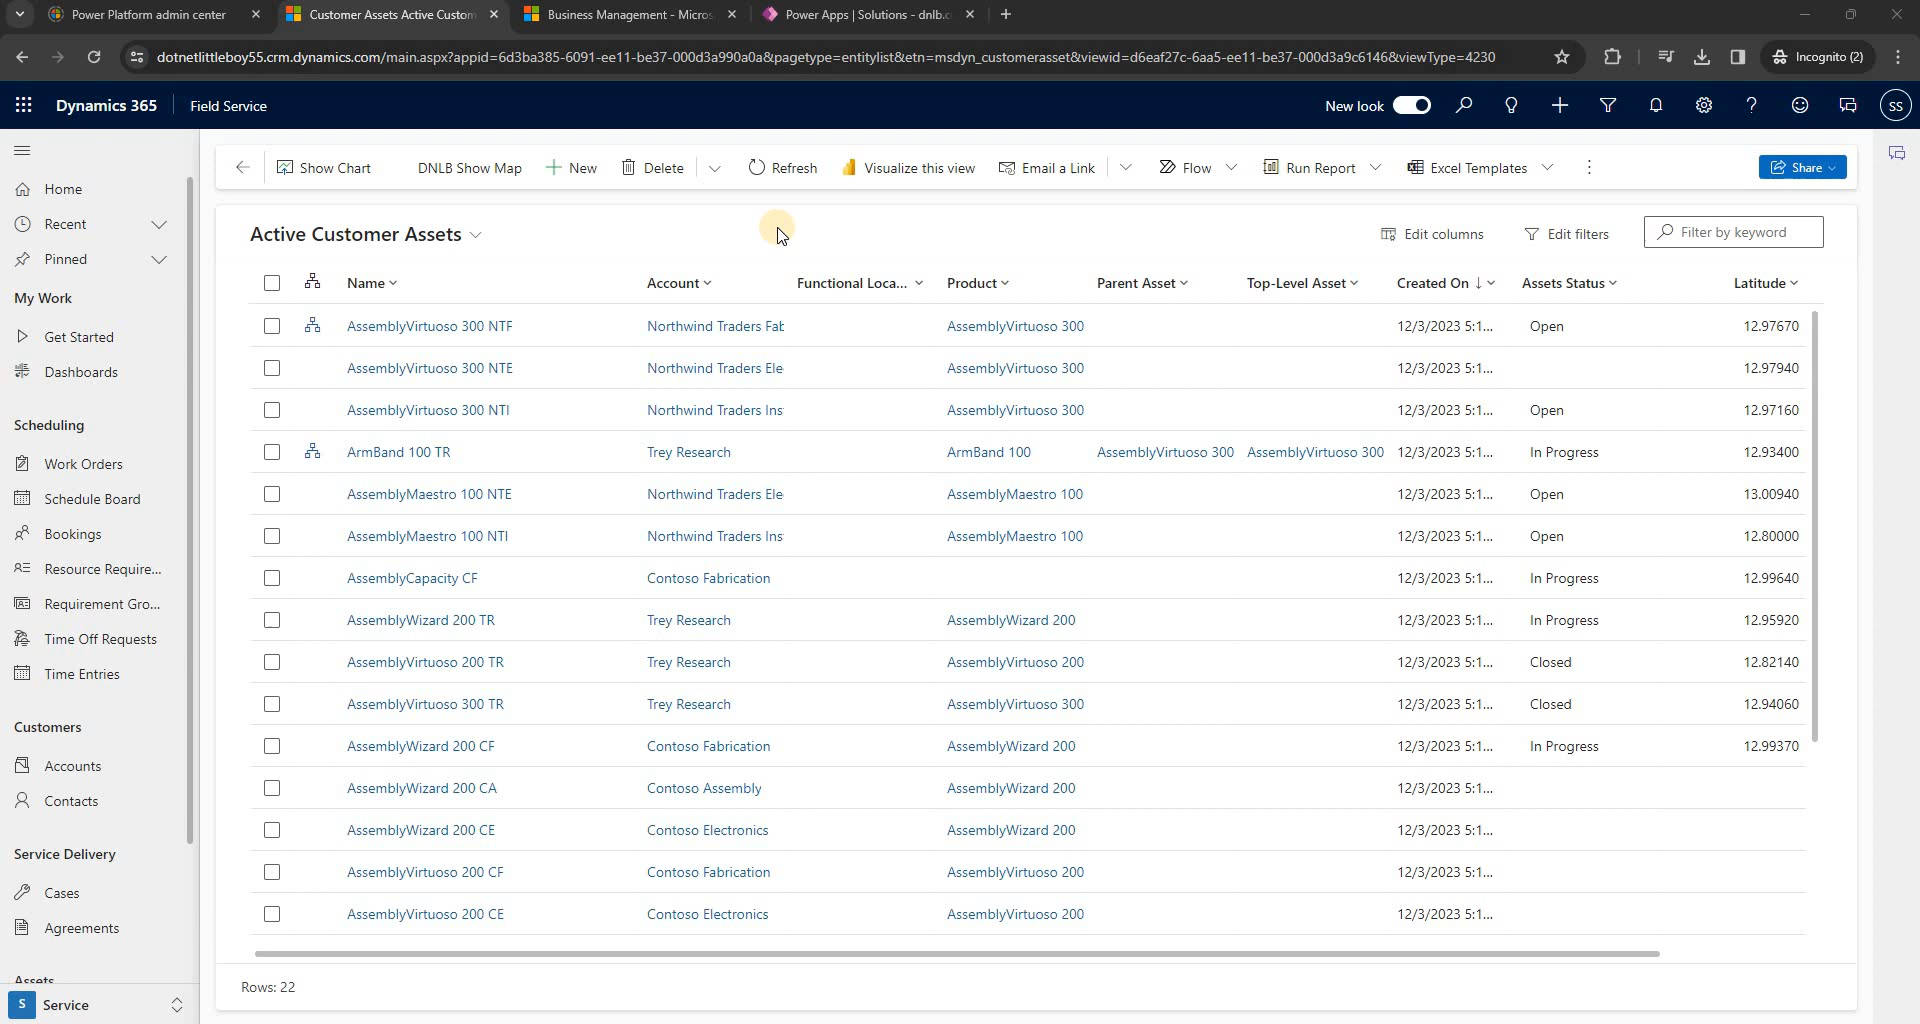 Power Platform admin center
Customer Assets Active Custom
Business Management - Micros
Power Apps | Solutions - dnlb.c
dotnetlittleboy55.crm.dynamics.com/main.aspx?appid=6d3ba385-6091-ee11-be37-000d3a990a0a&pagetype=entitylist&etn=msdyn_customerasset&viewid=d6eaf27c-6aa5-ee11-be37-000d3a9c6146&viewType=4230
Incognito (2)
Dynamics 365
Field Service
New look
SS
Home
Recent
Pinned
My Work
Get Started
Dashboards
Scheduling
Work Orders
Schedule Board
Bookings
Resource Require...
Requirement Gro...
Time Off Requests
Time Entries
Customers
Accounts
Contacts
Service Delivery
Cases
Agreements
Assets
S Service
Show Chart DNLB Show Map New Delete Refresh Visualize this view Email a Link Flow Run Report Excel Templates Share
Active Customer Assets
Edit columns Edit filters Filter by keyword
Name Account Functional Loca... Product Parent Asset Top-Level Asset Created On Assets Status Latitude
AssemblyVirtuoso 300 NTF Northwind Traders Fab AssemblyVirtuoso 300 12/3/2023 5:1... Open 12.97670
AssemblyVirtuoso 300 NTE Northwind Traders Ele AssemblyVirtuoso 300 12/3/2023 5:1... 12.97940
AssemblyVirtuoso 300 NTI Northwind Traders Ins AssemblyVirtuoso 300 12/3/2023 5:1... Open 12.97160
ArmBand 100 TR Trey Research ArmBand 100 AssemblyVirtuoso 300 AssemblyVirtuoso 300 12/3/2023 5:1... In Progress 12.93400
AssemblyMaestro 100 NTE Northwind Traders Ele AssemblyMaestro 100 12/3/2023 5:1... Open 13.00940
AssemblyMaestro 100 NTI Northwind Traders Ins AssemblyMaestro 100 12/3/2023 5:1... Open 12.80000
AssemblyCapacity CF Contoso Fabrication 12/3/2023 5:1... In Progress 12.99640
AssemblyWizard 200 TR Trey Research AssemblyWizard 200 12/3/2023 5:1... In Progress 12.95920
AssemblyVirtuoso 200 TR Trey Research AssemblyVirtuoso 200 12/3/2023 5:1... Closed 12.82140
AssemblyVirtuoso 300 TR Trey Research AssemblyVirtuoso 300 12/3/2023 5:1... Closed 12.94060
AssemblyWizard 200 CF Contoso Fabrication AssemblyWizard 200 12/3/2023 5:1... In Progress 12.99370
AssemblyWizard 200 CA Contoso Assembly AssemblyWizard 200 12/3/2023 5:1...
AssemblyWizard 200 CE Contoso Electronics AssemblyWizard 200 12/3/2023 5:1...
AssemblyVirtuoso 200 CF Contoso Fabrication AssemblyVirtuoso 200 12/3/2023 5:1...
AssemblyVirtuoso 200 CE Contoso Electronics AssemblyVirtuoso 200 12/3/2023 5:1...
Rows: 22